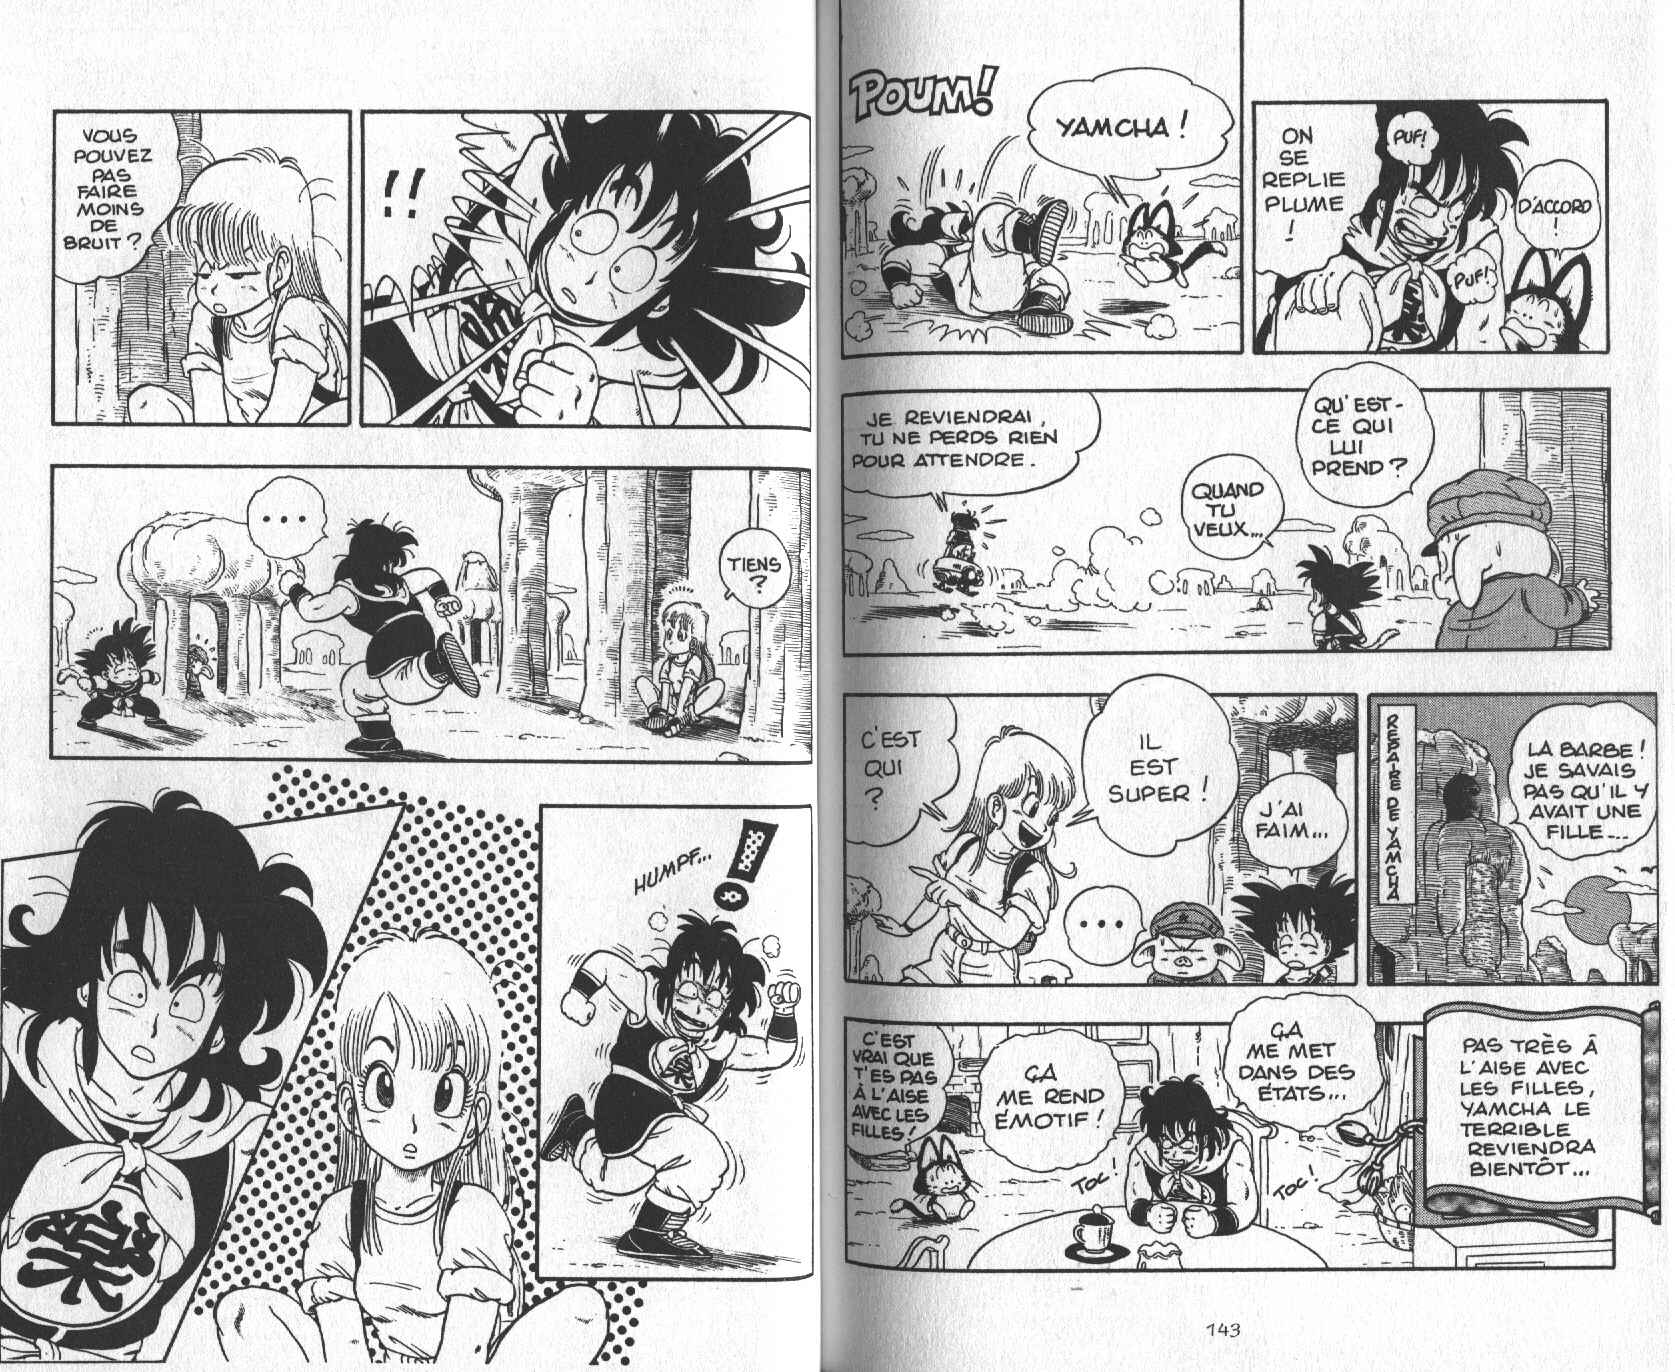 VOUS
POUVEZ
PAS
FAIRE
MOINS
DE
BRUIT ?
!!
...
TIENS
?
HUMPF...
!
POUM!
YAMCHA !
ON
SE
REPLIE
PLUME
!
PUF!
D'ACCORD
!
PUF!
JE REVIENDRAI,
TU NE PERDS RIEN
POUR ATTENDRE.
QUAND
TU
VEUX...
QU'EST-
CE QUI
LUI
PREND ?
C'EST
QUI
?
IL
EST
SUPER !
...
J'AI
FAIM...
REPAIRE DE YAMCHA
LA BARBE !
JE SAVAIS
PAS QU'IL Y
AVAIT UNE
FILLE...
C'EST
VRAI QUE
T'ES PAS
À L'AISE
AVEC LES
FILLES !
ÇA
ME REND
ÉMOTIF !
TOC !
ÇA
ME MET
DANS DES
ÉTATS...
TOC !
PAS TRÈS À
L'AISE AVEC
LES FILLES,
YAMCHA LE
TERRIBLE
REVIENDRA
BIENTÔT...
143